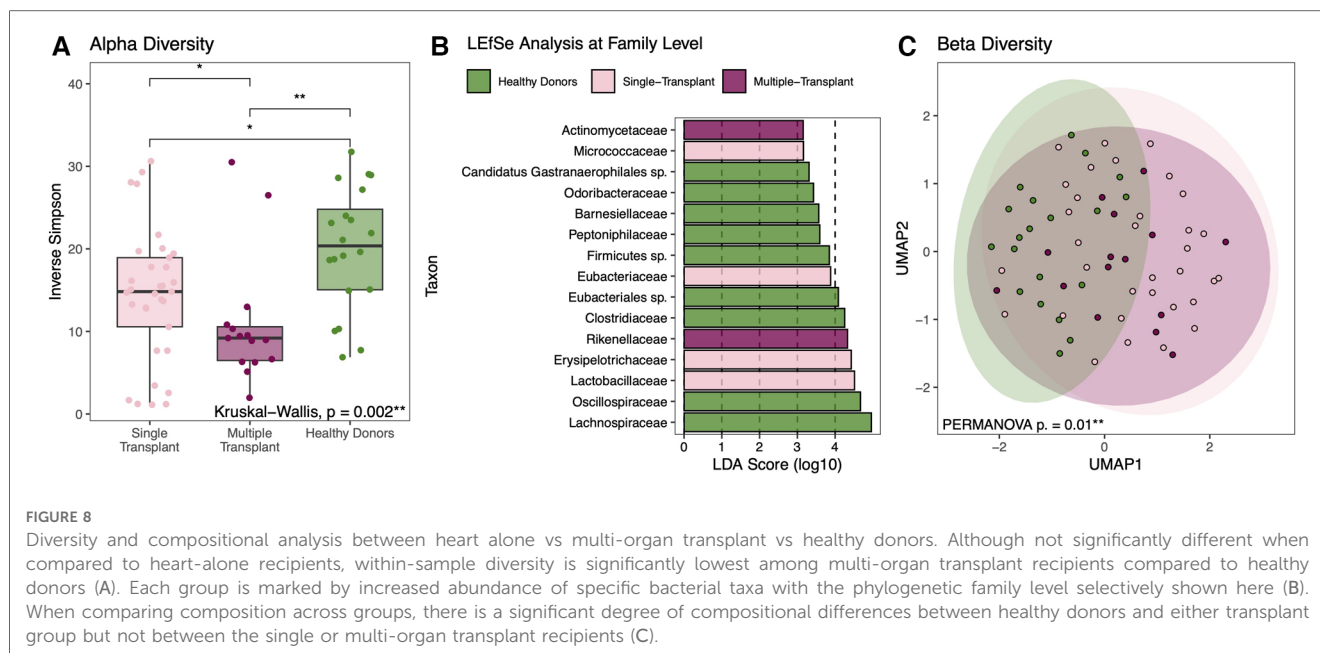 A Alpha Diversity
Inverse Simpson
40
30
20
10
0
*
**
*
Kruskal−Wallis, p = 0.002**
Single
Transplant
Multiple
Transplant
Healthy Donors
B LEfSe Analysis at Family Level
Healthy Donors
Single−Transplant
Multiple−Transplant
Taxon
Actinomycetaceae
Micrococcaceae
Candidatus Gastranaerophilales sp.
Odoribacteraceae
Barnesiellaceae
Peptoniphilaceae
Firmicutes sp.
Eubacteriaceae
Eubacteriales sp.
Clostridiaceae
Rikenellaceae
Erysipelotrichaceae
Lactobacillaceae
Oscillospiraceae
Lachnospiraceae
0 1 2 3 4
LDA Score (log10)
C Beta Diversity
UMAP2
2
1
0
−1
−2
PERMANOVA p. = 0.01**
−2 0 2
UMAP1
FIGURE 8
Diversity and compositional analysis between heart alone vs multi-organ transplant vs healthy donors. Although not significantly different when
compared to heart-alone recipients, within-sample diversity is significantly lowest among multi-organ transplant recipients compared to healthy
donors (A). Each group is marked by increased abundance of specific bacterial taxa with the phylogenetic family level selectively shown here (B).
When comparing composition across groups, there is a significant degree of compositional differences between healthy donors and either transplant
group but not between the single or multi-organ transplant recipients (C).